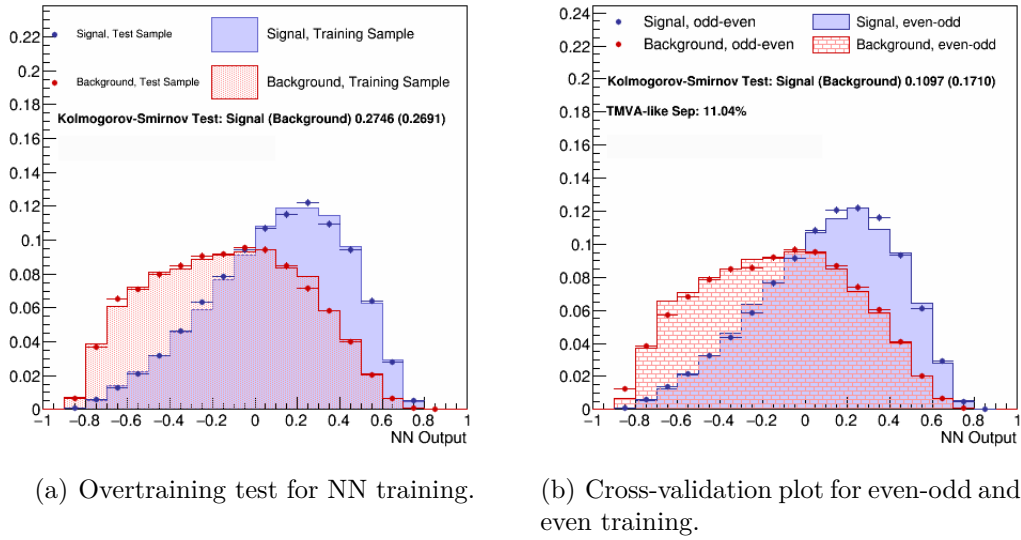 Signal, Test Sample
Signal, Training Sample
Background, Test Sample
Background, Training Sample
Kolmogorov-Smirnov Test: Signal (Background) 0.2746 (0.2691)
0.22
0.2
0.18
0.16
0.14
0.12
0.1
0.08
0.06
0.04
0.02
0
−1 −0.8 −0.6 −0.4 −0.2 0 0.2 0.4 0.6 0.8 1
NN Output
(a) Overtraining test for NN training.
Signal, odd-even
Signal, even-odd
Background, odd-even
Background, even-odd
Kolmogorov-Smirnov Test: Signal (Background) 0.1097 (0.1710)
TMVA-like Sep: 11.04%
0.24
0.22
0.2
0.18
0.16
0.14
0.12
0.1
0.08
0.06
0.04
0.02
0
−1 −0.8 −0.6 −0.4 −0.2 0 0.2 0.4 0.6 0.8 1
NN Output
(b) Cross-validation plot for even-odd and
even training.